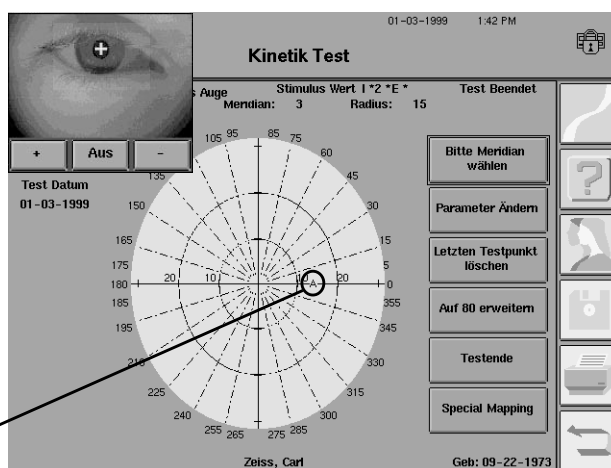 01-03-1999 1:42 PM
Kinetik Test
s Auge Stimulus Wert I *2 *E * Test Beendet
Meridian: 3 Radius: 15
+ Aus -
Test Datum
01-03-1999
105 95 85 75
60
135 45
150 30
165 15
175 5
180 20 10 10 A 20 0
185 355
195 345
210 330
225 315
240 300
255 265 275 285
Bitte Meridian
wählen
Parameter Ändern
Letzten Testpunkt
löschen
Auf 80 erweitern
Testende
Special Mapping
?
Zeiss, Carl Geb: 09-22-1973